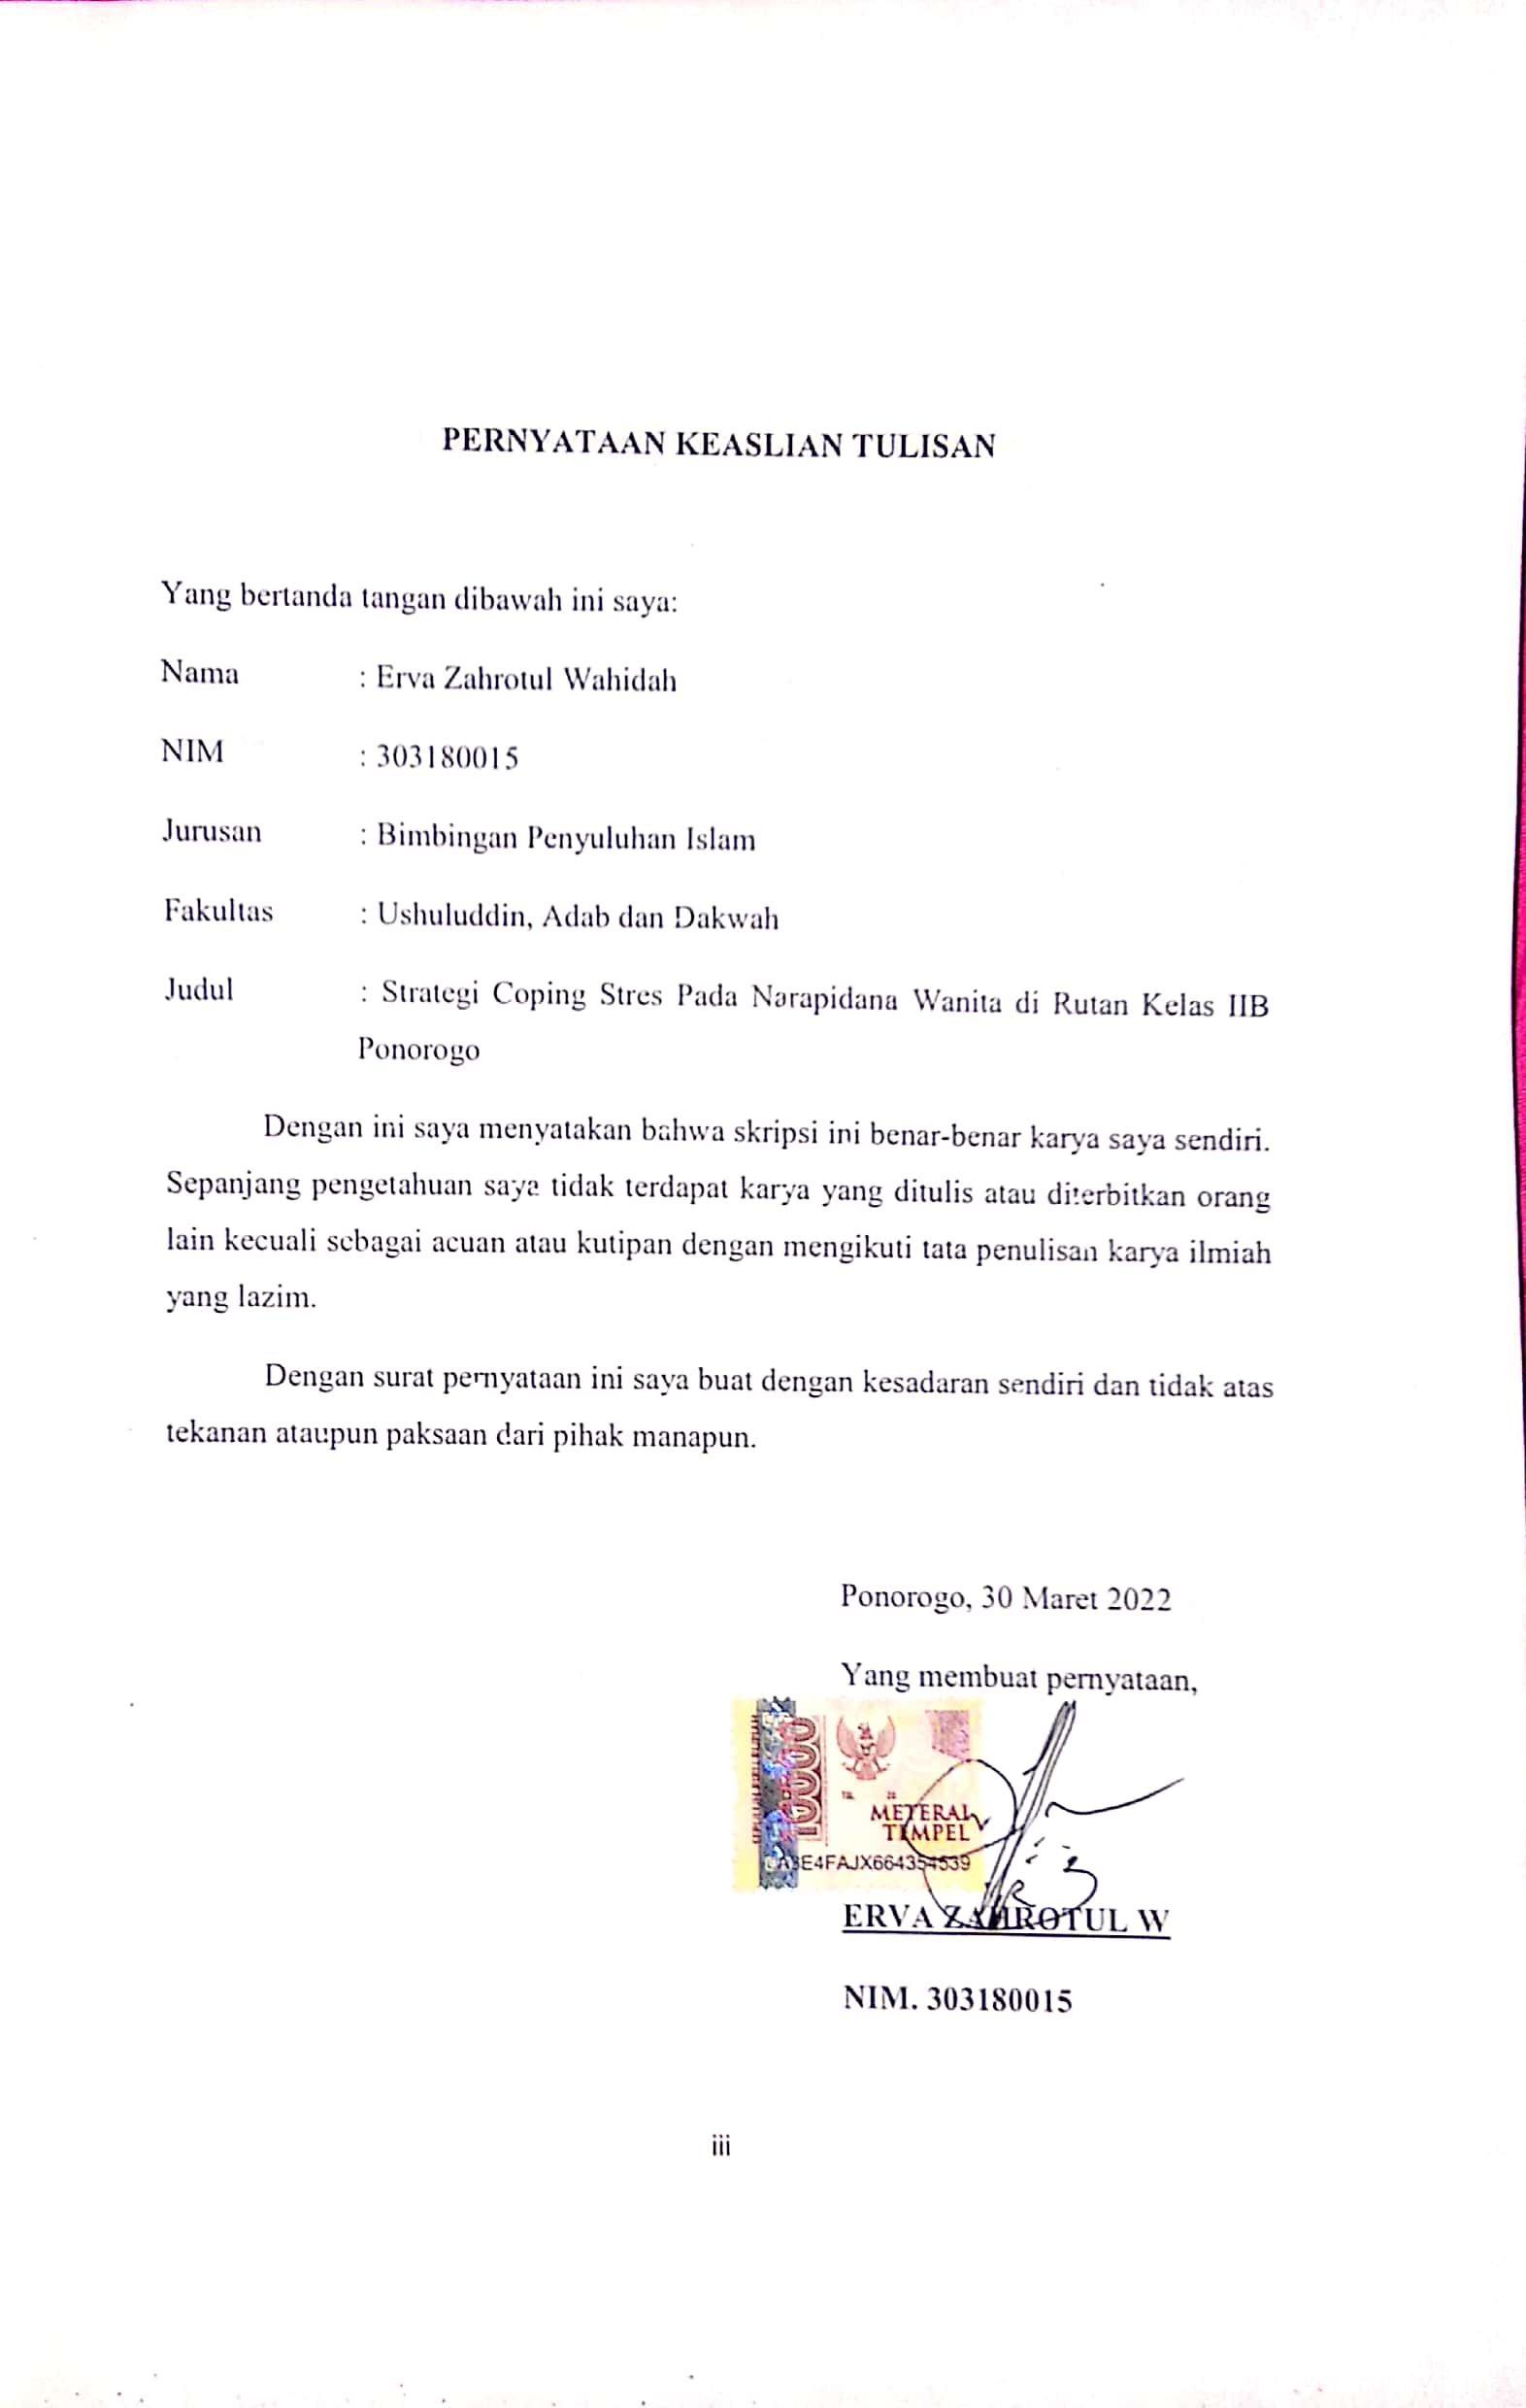 PERNYATAAN KEASLIAN TULISAN
Yang bertanda tangan dibawah ini saya:
Nama : Erva Zahrotul Wahidah
NIM : 303180015
Jurusan : Bimbingan Penyuluhan Islam
Fakultas : Ushuluddin, Adab dan Dakwah
Judul : Strategi Coping Stres Pada Narapidana Wanita di Rutan Kelas IIB
Ponorogo
Dengan ini saya menyatakan bahwa skripsi ini benar-benar karya saya sendiri.
Sepanjang pengetahuan saya tidak terdapat karya yang ditulis atau diterbitkan orang
lain kecuali sebagai acuan atau kutipan dengan mengikuti tata penulisan karya ilmiah
yang lazim.
Dengan surat pernyataan ini saya buat dengan kesadaran sendiri dan tidak atas
tekanan ataupun paksaan dari pihak manapun.
Ponorogo, 30 Maret 2022
Yang membuat pernyataan,
10000
METERAI
TEMPEL
E4FAJX664354539
ERVA ZAHROTUL W
NIM. 303180015
iii